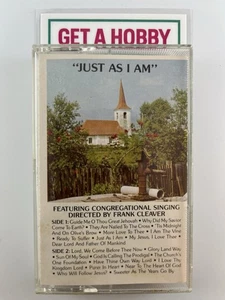 GET A HOBBY
"JUST AS I AM"
FEATURING CONGREGATIONAL SINGING
DIRECTED BY FRANK CLEAVER
SIDE 1: Guide Me O Thou Great Jehovah • Why Did My Savior
Come To Earth? • They Are Nailed To The Cross • 'Tis Midnight
And On Olive's Brow • More Love To Thee • I Am The Vine
• Ready To Suffer • Just As I Am • My Jesus, I Love Thee •
Dear Lord And Father Of Mankind
SIDE 2: Lord, We Come Before Thee Now • Glory Land Way
• Sun Of My Soul • God Is Calling The Prodigal • The Church's
One Foundation • Have Thine Own Way Lord • I Love Thy
Kingdom Lord • Purer In Heart • Near To The Heart Of God
• Who Will Follow Jesus? • Sweeter As The Years Go By